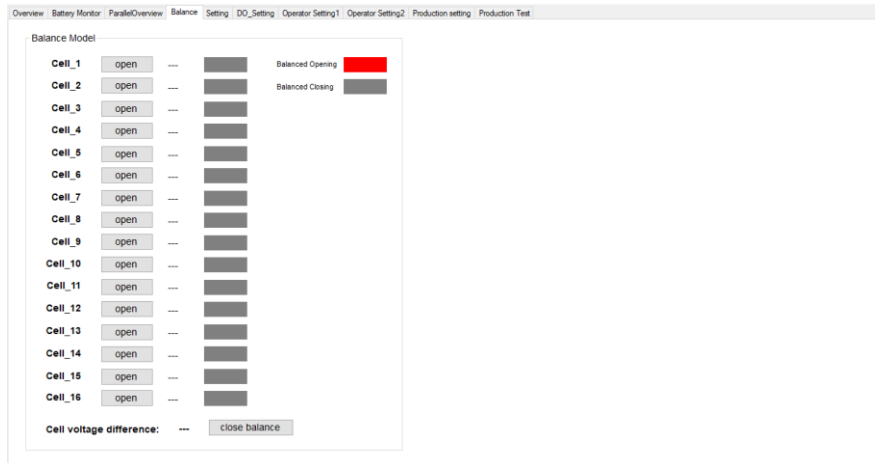 Overview Battery Monitor ParallelOverview Balance Setting DO_Setting Operator Setting1 Operator Setting2 Production setting Production Test
Balance Model
Cell_1 open --- Balanced Opening
Cell_2 open --- Balanced Closing
Cell_3 open ---
Cell_4 open ---
Cell_5 open ---
Cell_6 open ---
Cell_7 open ---
Cell_8 open ---
Cell_9 open ---
Cell_10 open ---
Cell_11 open ---
Cell_12 open ---
Cell_13 open ---
Cell_14 open ---
Cell_15 open ---
Cell_16 open ---
Cell voltage difference: --- close balance